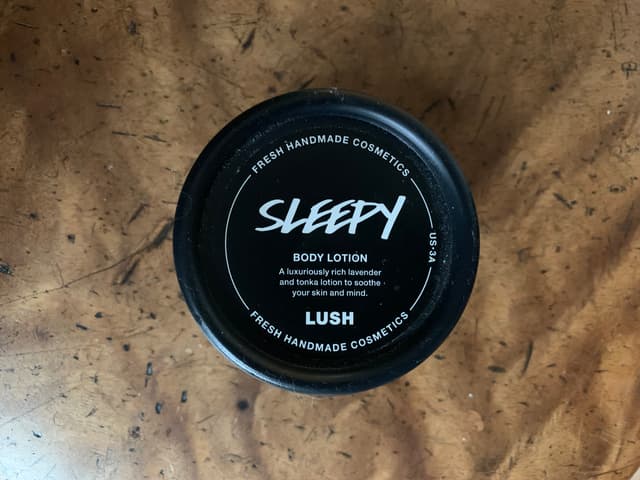 FRESH HANDMADE COSMETICS
SLEEPY
US-3A
BODY LOTION
A luxuriously rich lavender
and tonka lotion to soothe
your skin and mind.
LUSH
FRESH HANDMADE COSMETICS